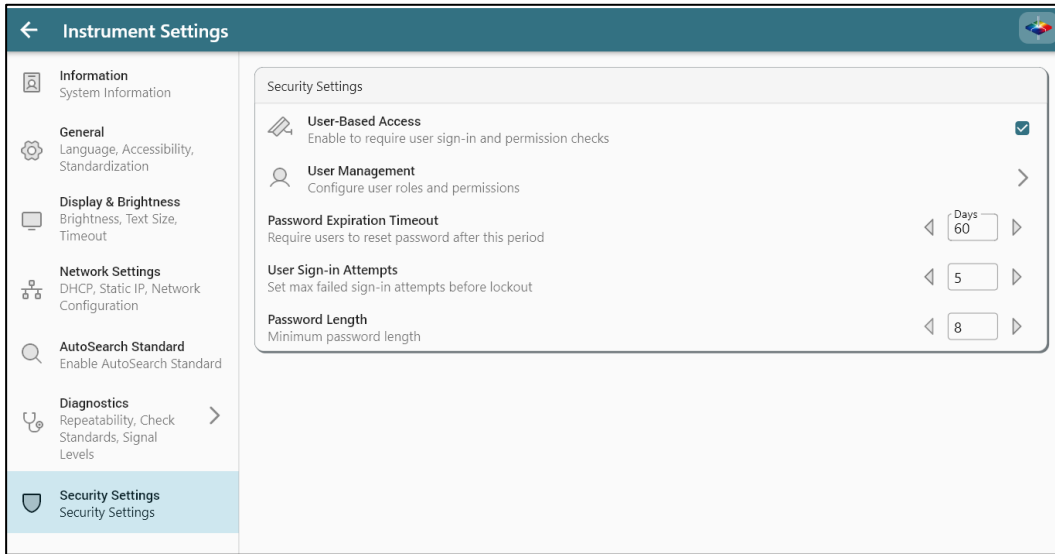 Instrument Settings
Information
System Information
General
Language, Accessibility,
Standardization
Display & Brightness
Brightness, Text Size,
Timeout
Network Settings
DHCP, Static IP, Network
Configuration
AutoSearch Standard
Enable AutoSearch Standard
Diagnostics
Repeatability, Check
Standards, Signal
Levels
Security Settings
Security Settings
Security Settings
User-Based Access
Enable to require user sign-in and permission checks
User Management
Configure user roles and permissions
Password Expiration Timeout
Require users to reset password after this period
Days
60
User Sign-in Attempts
Set max failed sign-in attempts before lockout
5
Password Length
Minimum password length
8